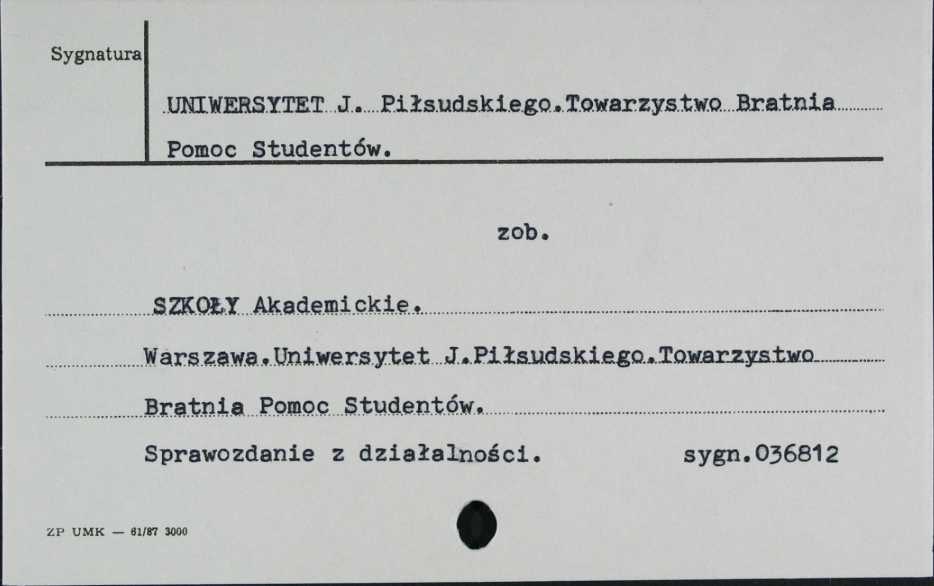 Sygnatura
UNIWERSYTET J. Piłsudskiego.Towarzystwo Bratnia
Pomoc Studentów.
zob.
SZKOŁY Akademickie.
Warszawa.Uniwersytet J.Piłsudskiego.Towarzystwo
Bratnia Pomoc Studentów.
Sprawozdanie z działalności. sygn.036812
ZP UMK — 61/87 3000